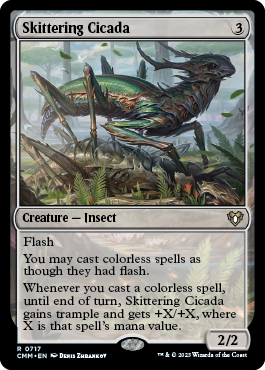 Skittering Cicada 3
Creature — Insect
Flash
You may cast colorless spells as
though they had flash.
Whenever you cast a colorless spell,
until end of turn, Skittering Cicada
gains trample and gets +X/+X, where
X is that spell's mana value.
2/2
R 0717
CMM • EN Denis Zhbankov
™ & © 2023 Wizards of the Coast